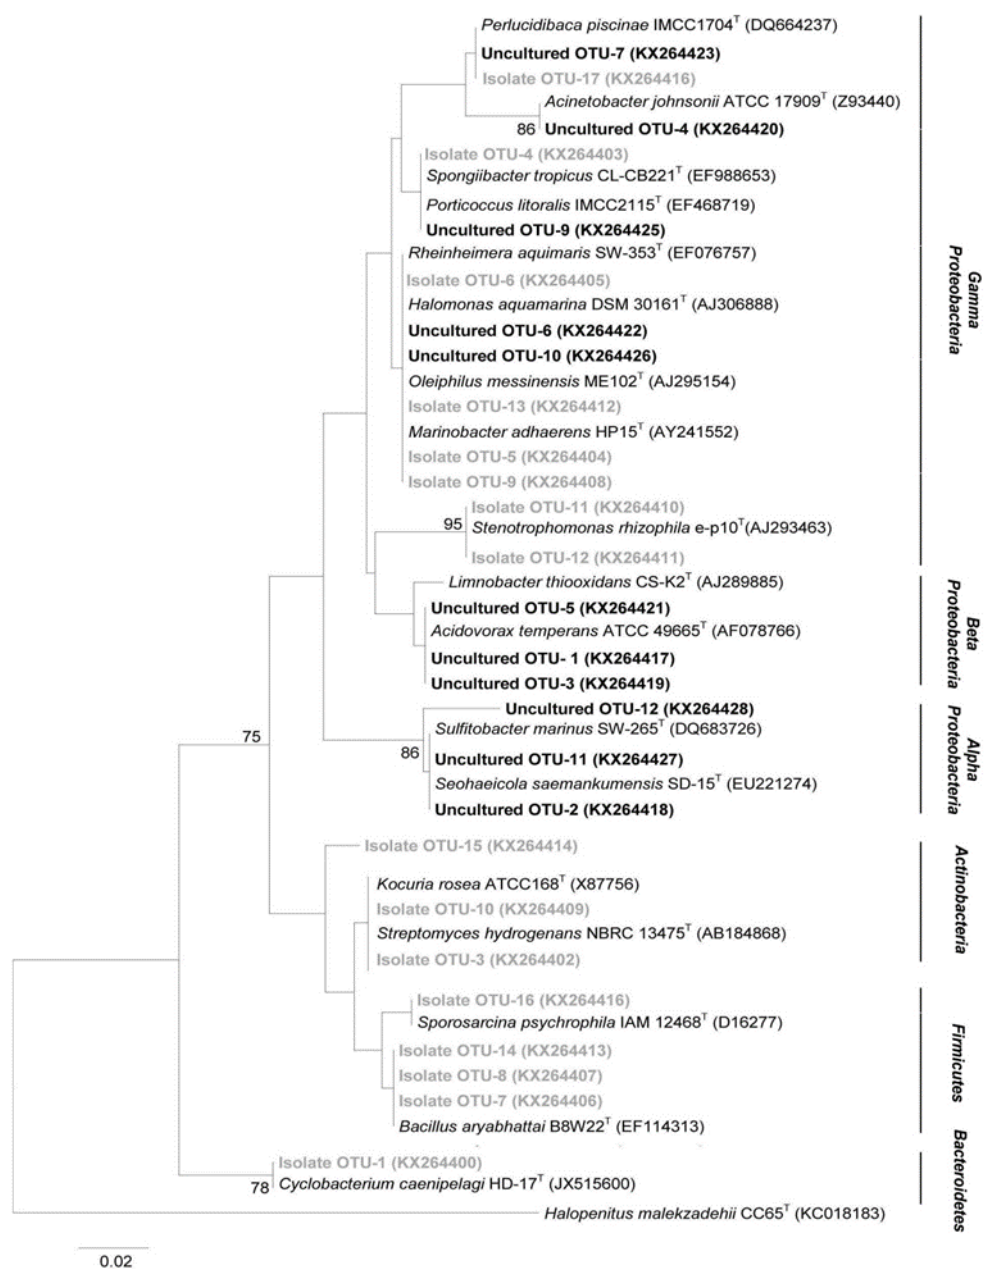 Perlucidibaca piscinae IMCC1704T (DQ664237)
Uncultured OTU-7 (KX264423)
Isolate OTU-17 (KX264416)
Acinetobacter johnsonii ATCC 17909T (Z93440)
86
Uncultured OTU-4 (KX264420)
Isolate OTU-4 (KX264403)
Spongiibacter tropicus CL-CB221T (EF988653)
Porticoccus litoralis IMCC2115T (EF468719)
Uncultured OTU-9 (KX264425)
Rheinheimera aquimaris SW-353T (EF076757)
Isolate OTU-6 (KX264405)
Halomonas aquamarina DSM 30161T (AJ306888)
Uncultured OTU-6 (KX264422)
Uncultured OTU-10 (KX264426)
Oleiphilus messinensis ME102T (AJ295154)
Isolate OTU-13 (KX264412)
Marinobacter adhaerens HP15T (AY241552)
Isolate OTU-5 (KX264404)
Isolate OTU-9 (KX264408)
Gamma
Proteobacteria
Isolate OTU-11 (KX264410)
95
Stenotrophomonas rhizophila e-p10T(AJ293463)
Isolate OTU-12 (KX264411)
Limnobacter thiooxidans CS-K2T (AJ289885)
Uncultured OTU-5 (KX264421)
Acidovorax temperans ATCC 49665T (AF078766)
Uncultured OTU- 1 (KX264417)
Uncultured OTU-3 (KX264419)
Beta
Proteobacteria
Uncultured OTU-12 (KX264428)
Sulfitobacter marinus SW-265T (DQ683726)
86
Uncultured OTU-11 (KX264427)
Seohaeicola saemankumensis SD-15T (EU221274)
Uncultured OTU-2 (KX264418)
Alpha
Proteobacteria
75
Isolate OTU-15 (KX264414)
Kocuria rosea ATCC168T (X87756)
Isolate OTU-10 (KX264409)
Streptomyces hydrogenans NBRC 13475T (AB184868)
Isolate OTU-3 (KX264402)
Actinobacteria
Isolate OTU-16 (KX264416)
Sporosarcina psychrophila IAM 12468T (D16277)
Isolate OTU-14 (KX264413)
Isolate OTU-8 (KX264407)
Isolate OTU-7 (KX264406)
Bacillus aryabhattai B8W22T (EF114313)
Firmicutes
Isolate OTU-1 (KX264400)
78
Cyclobacterium caenipelagi HD-17T (JX515600)
Bacteroidetes
Halopenitus malekzadehii CC65T (KC018183)
0.02